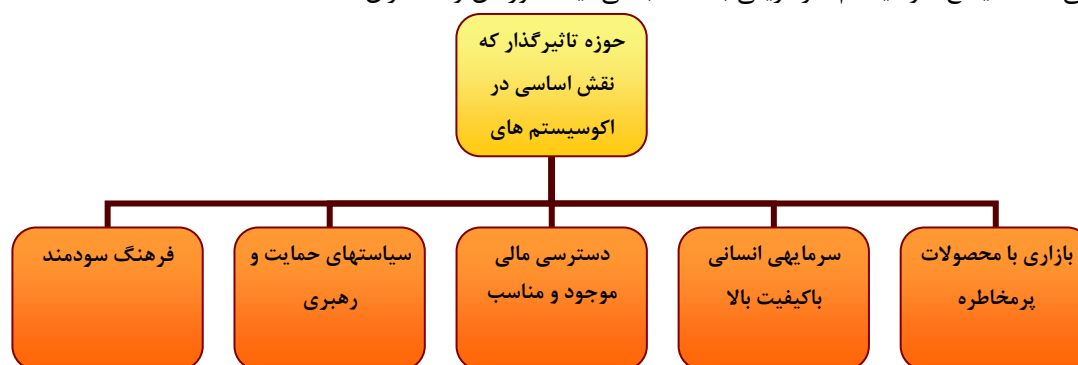 حوزه تاثیرگذار که
نقش اساسی در
اکوسیستم های
بازاری با محصولات
پرمخاطره
سرمایهی انسانی
باکیفیت بالا
دسترسی مالی
موجود و مناسب
سیاستهای حمایت و
رهبری
فرهنگ سودمند